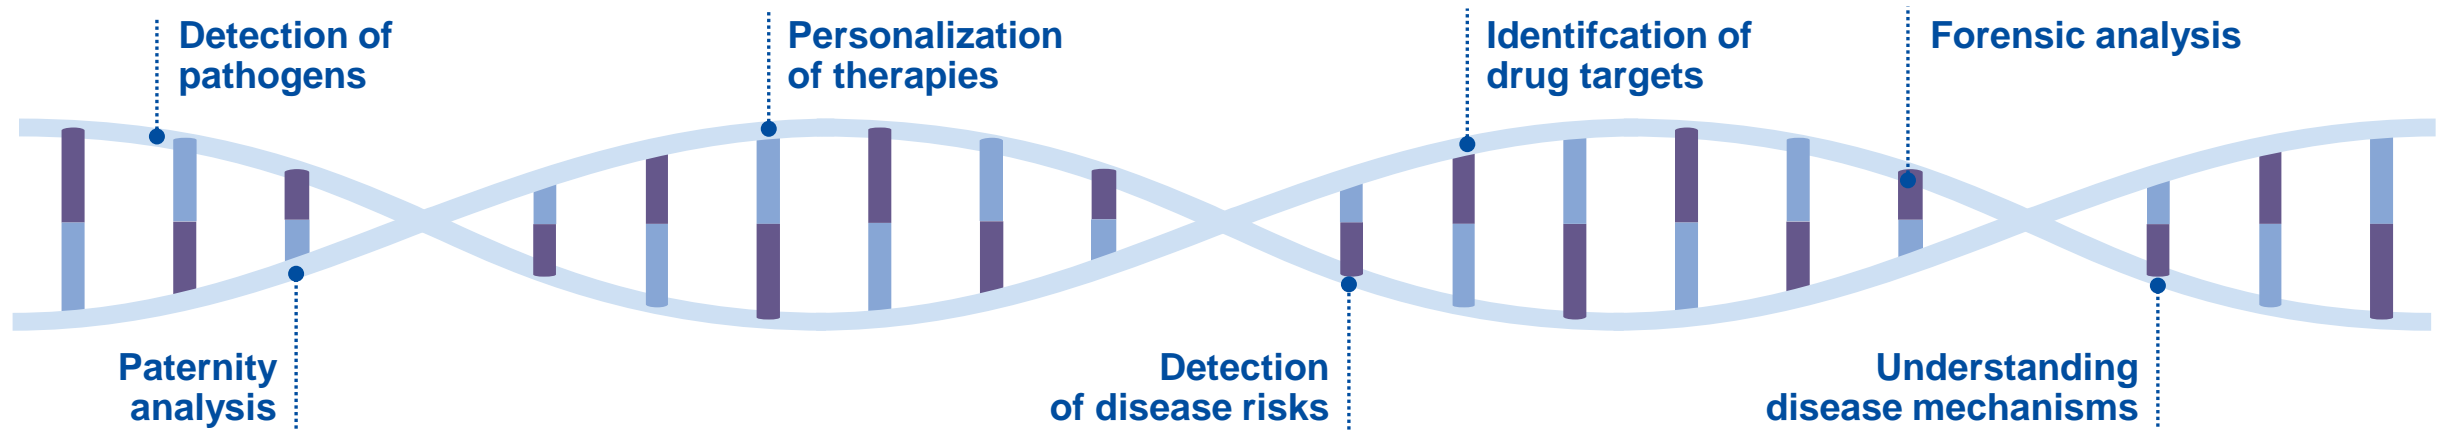 Detection of
pathogens
Personalization
of therapies
Identifcation of
drug targets
Forensic analysis
Paternity
analysis
Detection
of disease risks
Understanding
disease mechanisms